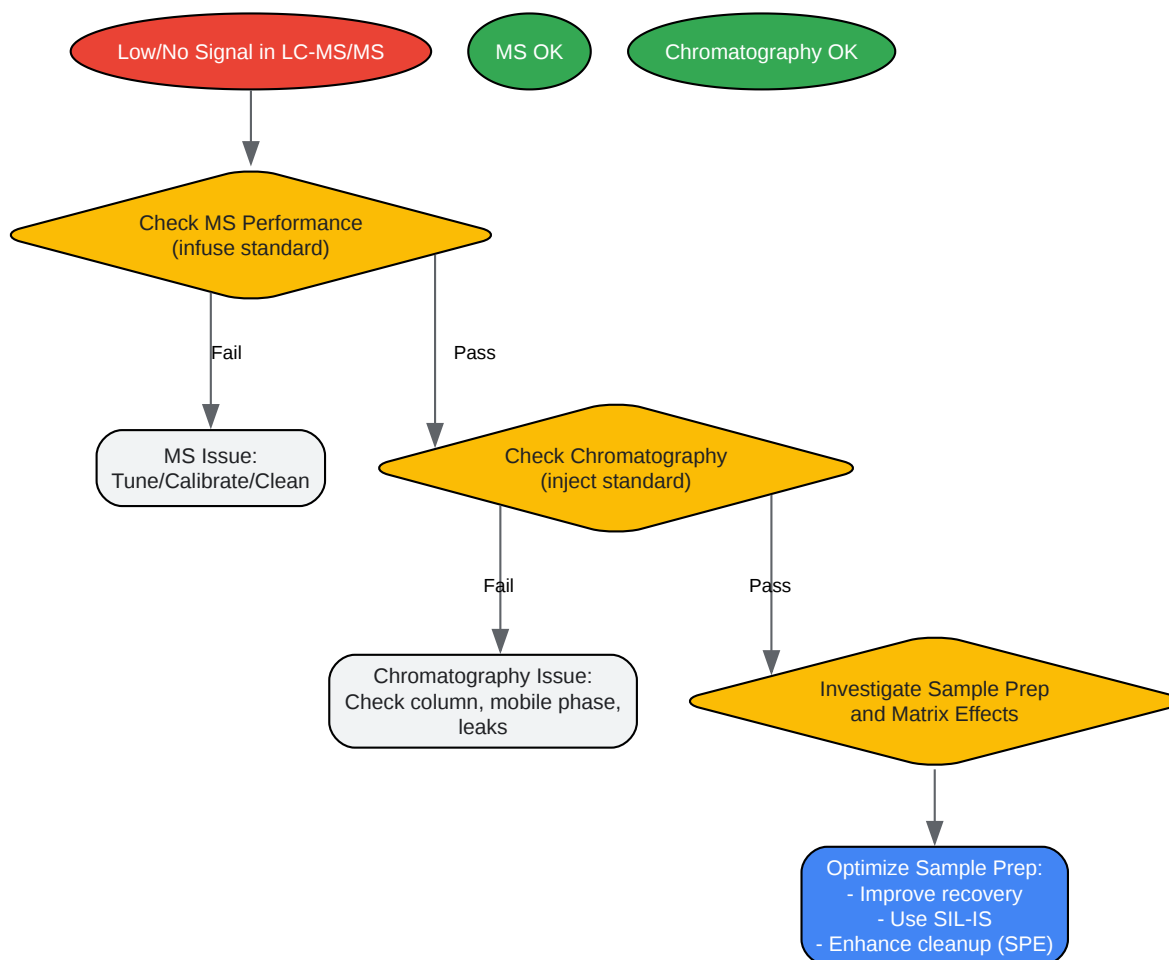 Low/No Signal in LC-MS/MS
MS OK
Chromatography OK
Check MS Performance
(infuse standard)
Fail
Pass
MS Issue:
Tune/Calibrate/Clean
Check Chromatography
(inject standard)
Fail
Pass
Chromatography Issue:
Check column, mobile phase,
leaks
Investigate Sample Prep
and Matrix Effects
Optimize Sample Prep:
- Improve recovery
- Use SIL-IS
- Enhance cleanup (SPE)